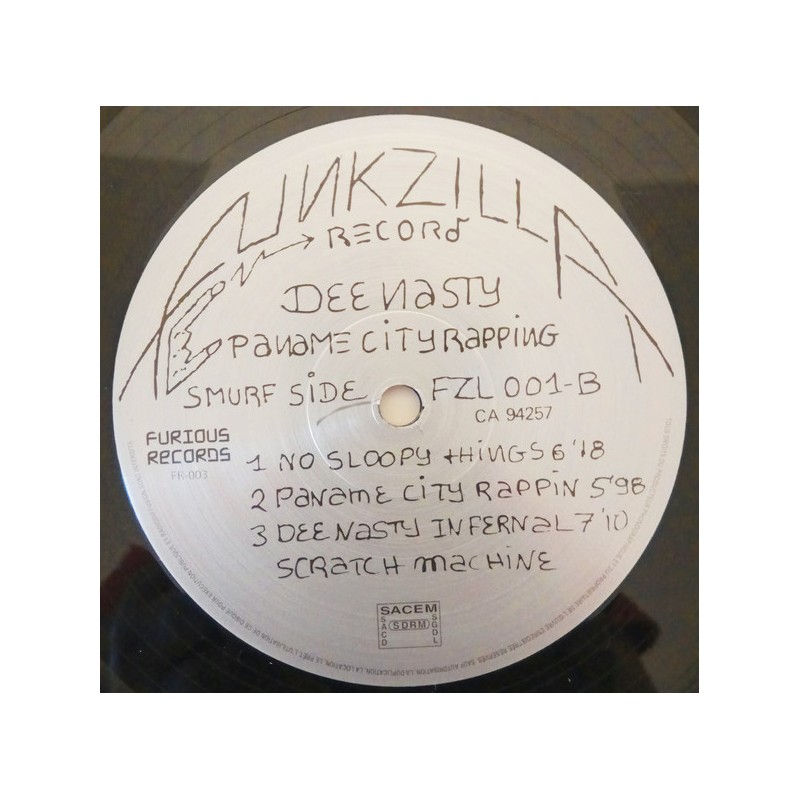 FUNKZILLA
RECORD
DEE NASTY
PANAME CITY RAPPING
SMURF SIDE FZL 001-B
CA 94257
FURIOUS
RECORDS
FR-003
1 NO SLOOPY THINGS 6'18
2 PANAME CITY RAPPIN 5'98
3 DEE NASTY INFERNAL 7'10
SCRATCH MACHINE
SACEM
SACD SDRM SGDL